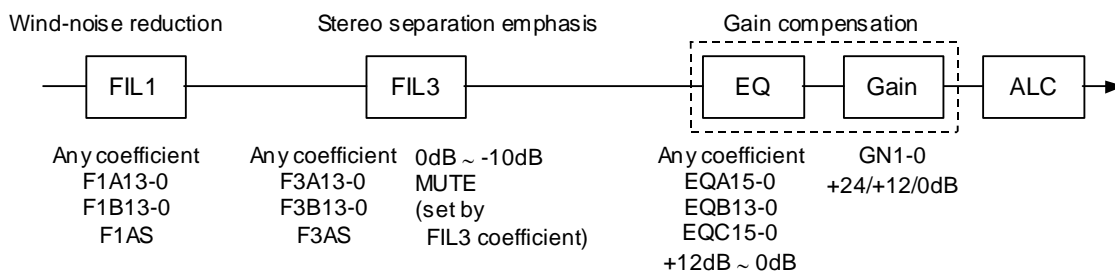 Wind-noise reduction
Stereo separation emphasis
Gain compensation
FIL1
FIL3
EQ
Gain
ALC
Any coefficient
F1A13-0
F1B13-0
F1AS
Any coefficient
F3A13-0
F3B13-0
F3AS
0dB ~ -10dB
MUTE
(set by
FIL3 coefficient)
Any coefficient
EQA15-0
EQB13-0
EQC15-0
+12dB ~ 0dB
GN1-0
+24/+12/0dB